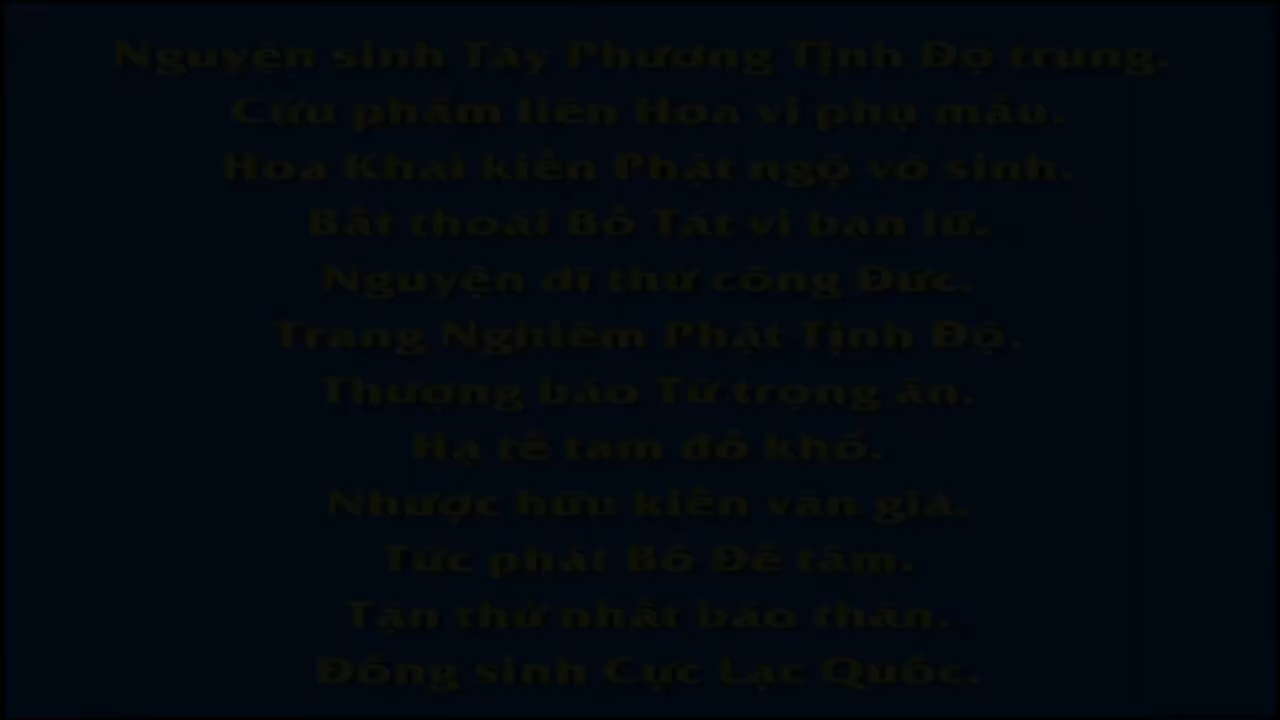 Nguyện sinh Tây Phương Tịnh Độ trung.
Cửu phẩm liên Hoa vi phụ mẫu.
Hoa Khai kiến Phật ngộ vô sinh.
Bất thoái Bồ Tát vi bạn lữ.
Nguyện dĩ thử công Đức.
Trang Nghiêm Phật Tịnh Độ.
Thượng báo Tứ trọng ân.
Hạ tế tam đồ khổ.
Nhược hữu kiến văn giả.
Tức phát Bồ Đề tâm.
Tận thử nhất báo thân.
Đồng sinh Cực Lạc Quốc.